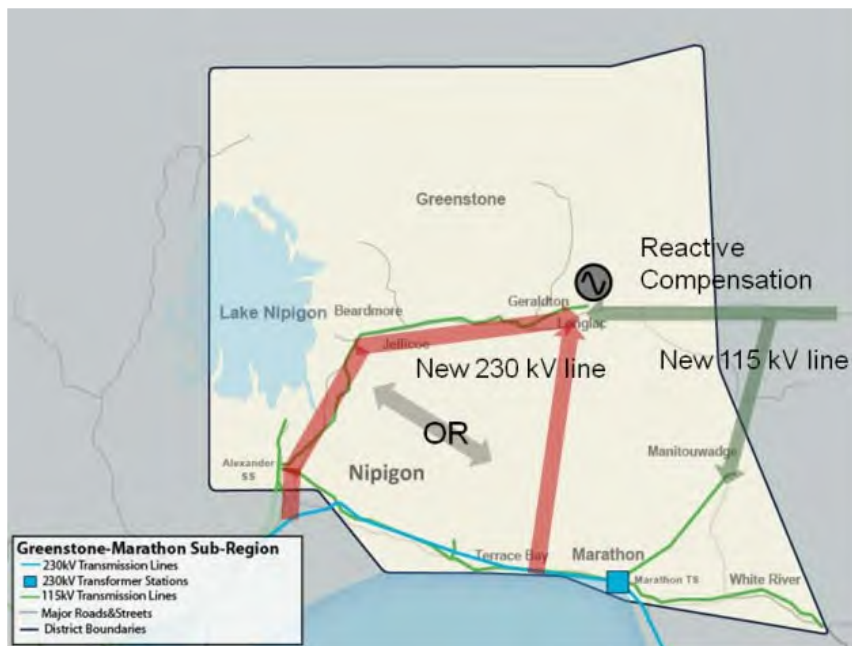 Greenstone
Reactive
Compensation
Lake Nipigon
Beardmore
Geraldton
Longlac
Jellicoe
New 230 kV line
New 115 kV line
OR
Manitouwadge
Alexander
SS
Nipigon
Terrace Bay
Marathon
Marathon TS
White River
Greenstone-Marathon Sub-Region
230kV Transmission Lines
230kV Transformer Stations
115kV Transmission Lines
Major Roads&Streets
District Boundaries